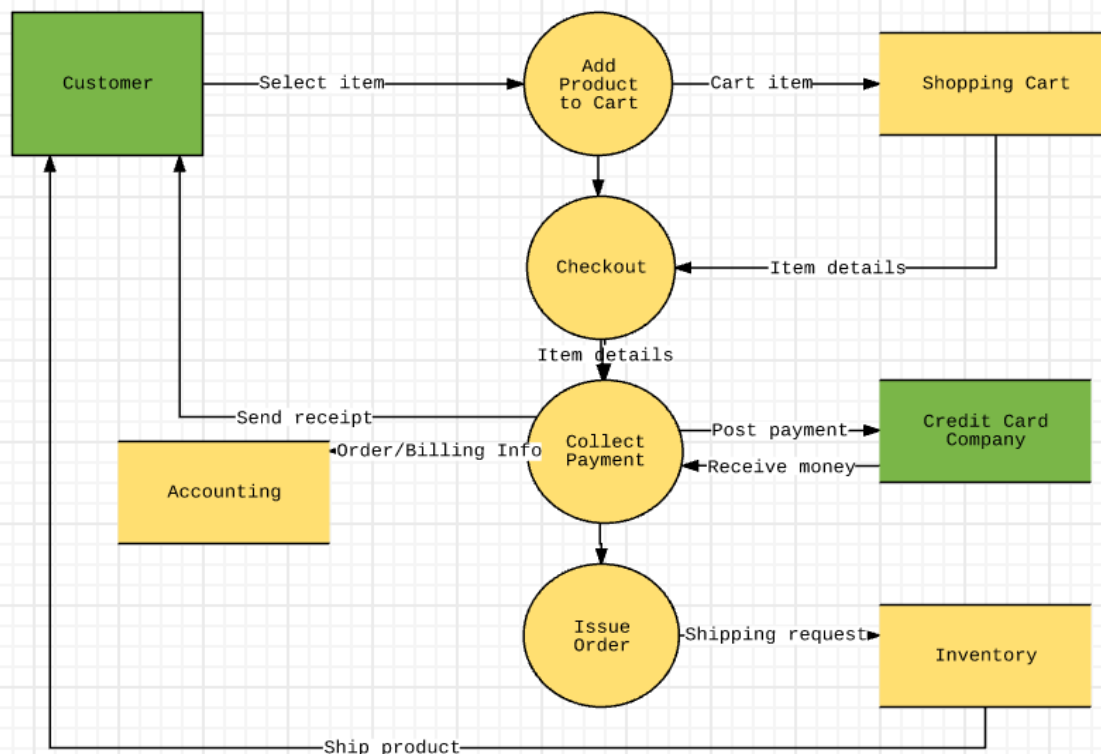 Customer
Select item
Add
Product
to Cart
Cart item
Shopping Cart
Checkout
Item details
Item details
Send receipt
Order/Billing Info
Collect
Payment
Post payment
Receive money
Credit Card
Company
Accounting
Issue
Order
Shipping request
Inventory
Ship product